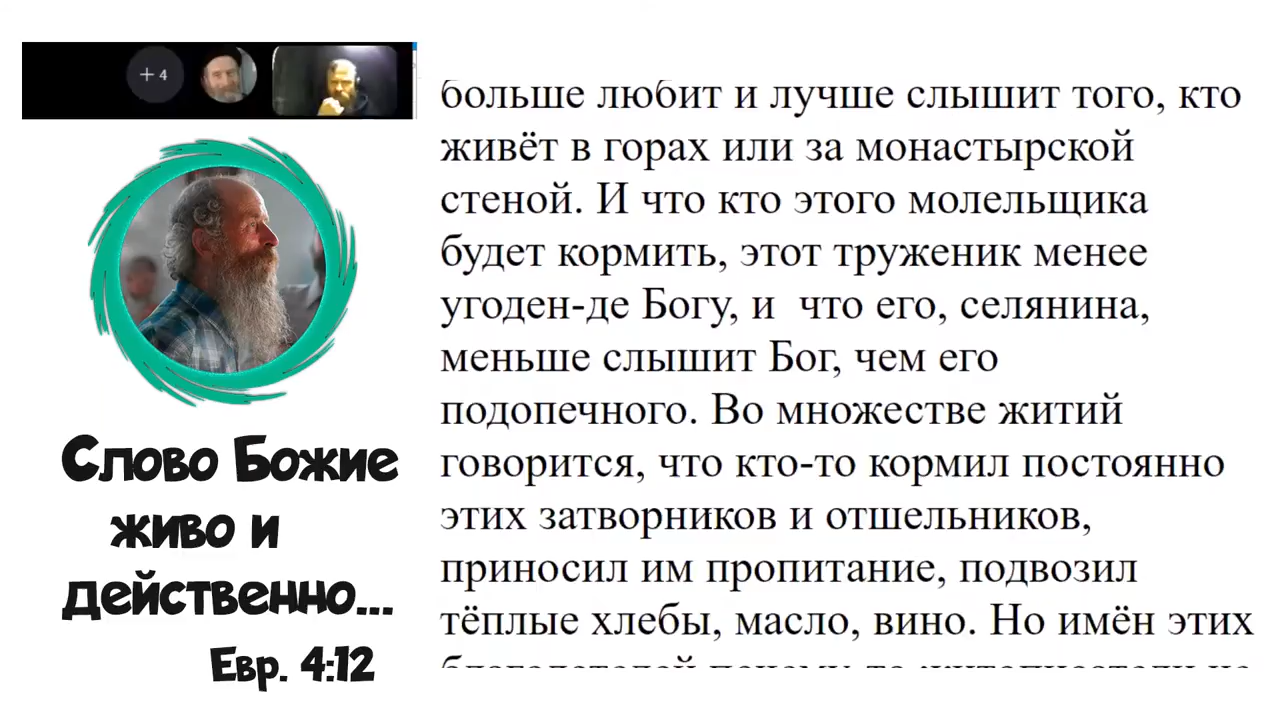 + 4
больше любит и лучше слышит того, кто
живёт в горах или за монастырской
стеной. И что кто этого молельщика
будет кормить, этот труженик менее
угоден-де Богу, и  что его, селянина,
меньше слышит Бог, чем его
подопечного. Во множестве житий
говорится, что кто-то кормил постоянно
этих затворников и отшельников,
приносил им пропитание, подвозил
тёплые хлебы, масло, вино. Но имён этих
Слово Божие
живо и
действенно...
Евр. 4:12